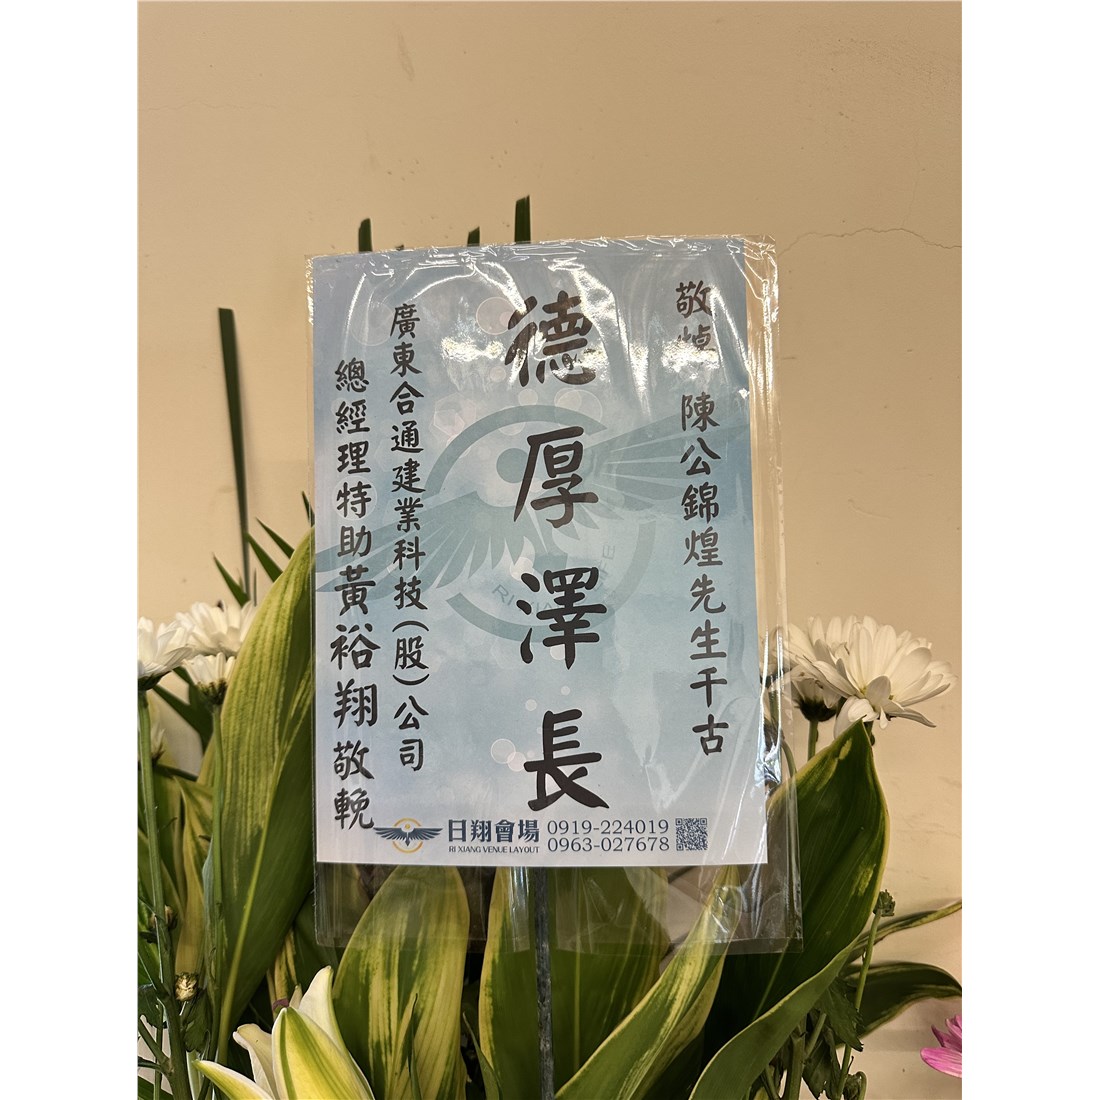 敬悼 陳公錦煌先生千古
德厚澤長
廣東合通建業科技(股)公司
總經理特助黃裕翔敬輓
日翔會場
RI XIANG VENUE LAYOUT
0919-224019
0963-027678